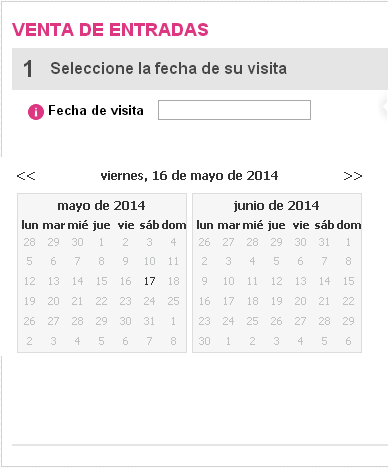 VENTA DE ENTRADAS
1 Seleccione la fecha de su visita
i Fecha de visita
<< viernes, 16 de mayo de 2014 >>
mayo de 2014
lun mar mié jue vie sáb dom
28 29 30 1 2 3 4
5 6 7 8 9 10 11
12 13 14 15 16 17 18
19 20 21 22 23 24 25
26 27 28 29 30 31 1
2 3 4 5 6 7 8
junio de 2014
lun mar mié jue vie sáb dom
26 27 28 29 30 31 1
2 3 4 5 6 7 8
9 10 11 12 13 14 15
16 17 18 19 20 21 22
23 24 25 26 27 28 29
30 1 2 3 4 5 6